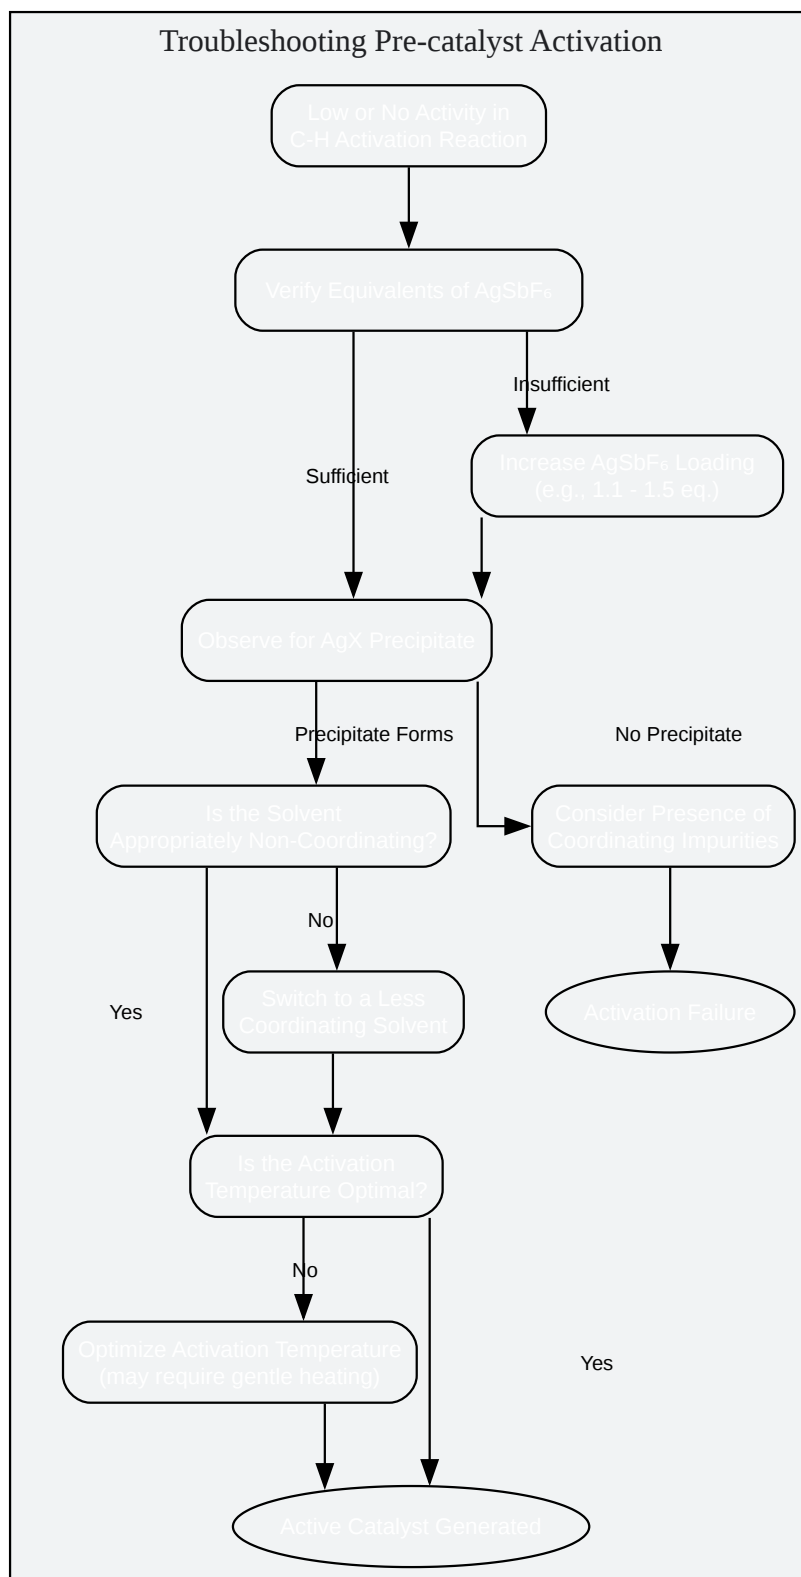 Troubleshooting Pre-catalyst Activation
Low or No Activity in
C-H Activation Reaction
Verify Equivalents of AgSbF₆
Insufficient
Increase AgSbF₆ Loading
(e.g., 1.1 - 1.5 eq.)
Sufficient
Observe for AgX Precipitate
Precipitate Forms
No Precipitate
Is the Solvent
Appropriately Non-Coordinating?
Consider Presence of
Coordinating Impurities
No
Switch to a Less
Coordinating Solvent
Yes
Activation Failure
Is the Activation
Temperature Optimal?
No
Optimize Activation Temperature
(may require gentle heating)
Yes
Active Catalyst Generated